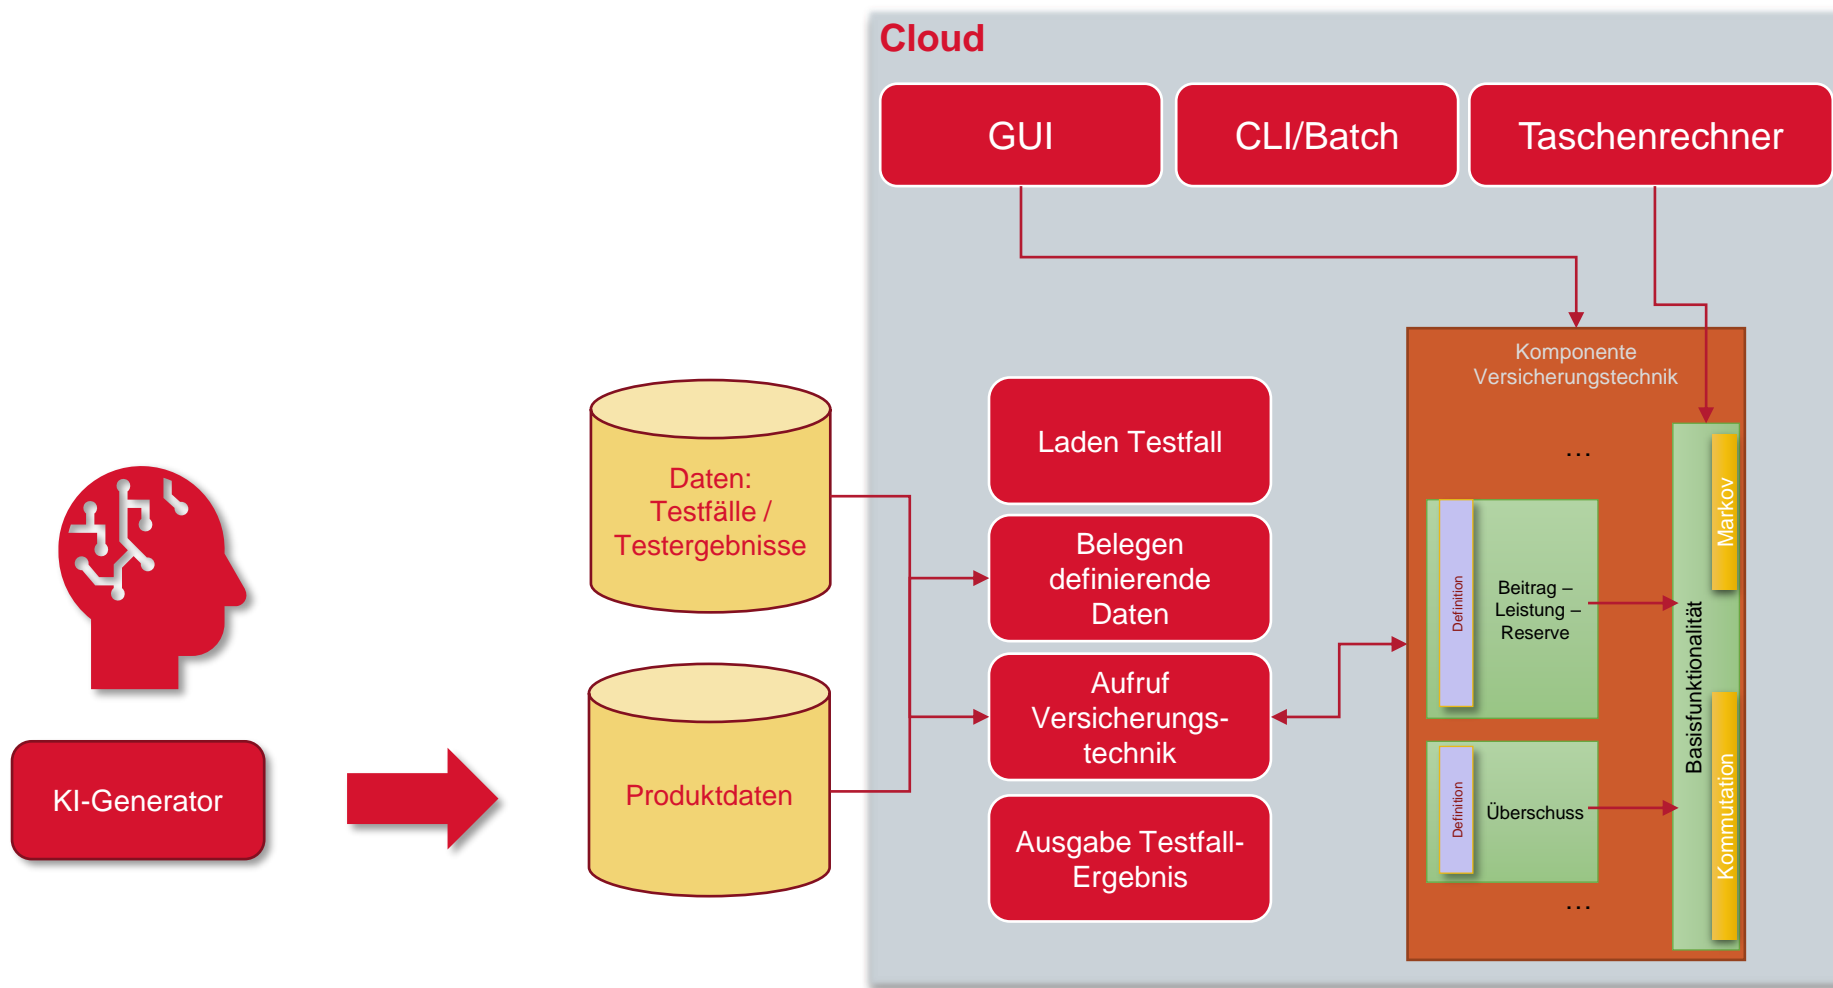 Cloud
GUI
CLI/Batch
Taschenrechner
Komponente
Versicherungstechnik
Daten:
Testfälle /
Testergebnisse
Produktdaten
KI-Generator
Laden Testfall
Belegen
definierende
Daten
Aufruf
Versicherungs-
technik
Ausgabe Testfall-
Ergebnis
...
Definition
Beitrag –
Leistung –
Reserve
Definition
Überschuss
...
Basisfunktionalität
Markov
Kommutation